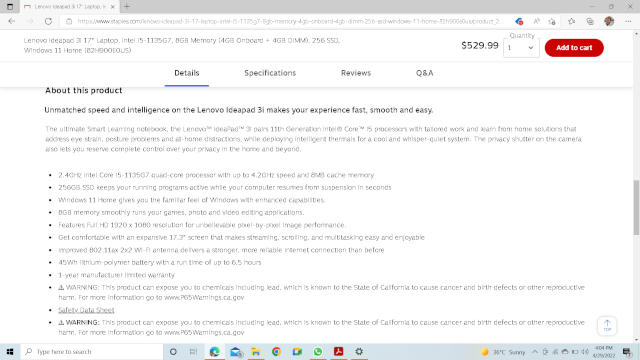 Lenovo Ideapad 3i 17" Laptop, In
https://www.staples.com/lenovo-ideapad-3i-17-laptop-intel-i5-1135g7-8gb-memory-4gb-onboard-4gb-dimm-256-ssd-windows-11-home-82h900e0us/product_2...
Lenovo Ideapad 3i 17" Laptop, Intel i5-1135G7, 8GB Memory (4GB Onboard + 4GB DIMM), 256 SSD,
Windows 11 Home (82H900E0US)
$529.99
Quantity
1
Add to cart
Details
Specifications
Reviews
Q&A
About this product
Unmatched speed and intelligence on the Lenovo Ideapad 3i makes your experience fast, smooth and easy.
The ultimate Smart Learning notebook, the Lenovo™ IdeaPad™ 3i pairs 11th Generation Intel® Core™ i5 processors with tailored work and learn from home solutions that
address eye strain, posture problems and at-home distractions, while deploying intelligent thermals for a cool and whisper-quiet system. The privacy shutter on the camera
also lets you reserve complete control over your privacy in the home and beyond.
• 2.4GHz Intel Core i5-1135G7 quad-core processor with up to 4.2GHz speed and 8MB cache memory
• 256GB SSD keeps your running programs active while your computer resumes from suspension in seconds
• Windows 11 Home gives you the familiar feel of Windows with enhanced capabilities.
• 8GB memory smoothly runs your games, photo and video editing applications.
• Features Full HD 1920 x 1080 resolution for unbelievable pixel-by-pixel image performance.
• Get comfortable with an expansive 17.3" screen that makes streaming, scrolling, and multitasking easy and enjoyable
• Improved 802.11ax 2x2 Wi-Fi antenna delivers a stronger, more reliable internet connection than before
• 45Wh lithium-polymer battery with a run time of up to 6.5 hours
• 1-year manufacturer limited warranty
• ⚠ WARNING: This product can expose you to chemicals including lead, which is known to the State of California to cause cancer and birth defects or other reproductive
harm. For more information go to www.P65Warnings.ca.gov
• Safety Data Sheet
• ⚠ WARNING: This product can expose you to chemicals including lead, which is known to the State of California to cause cancer and birth defects or other reproductive
harm. For more information go to www.P65Warnings.ca.gov
TOP
Type here to search
36°C Sunny
4:04 PM
4/29/2022